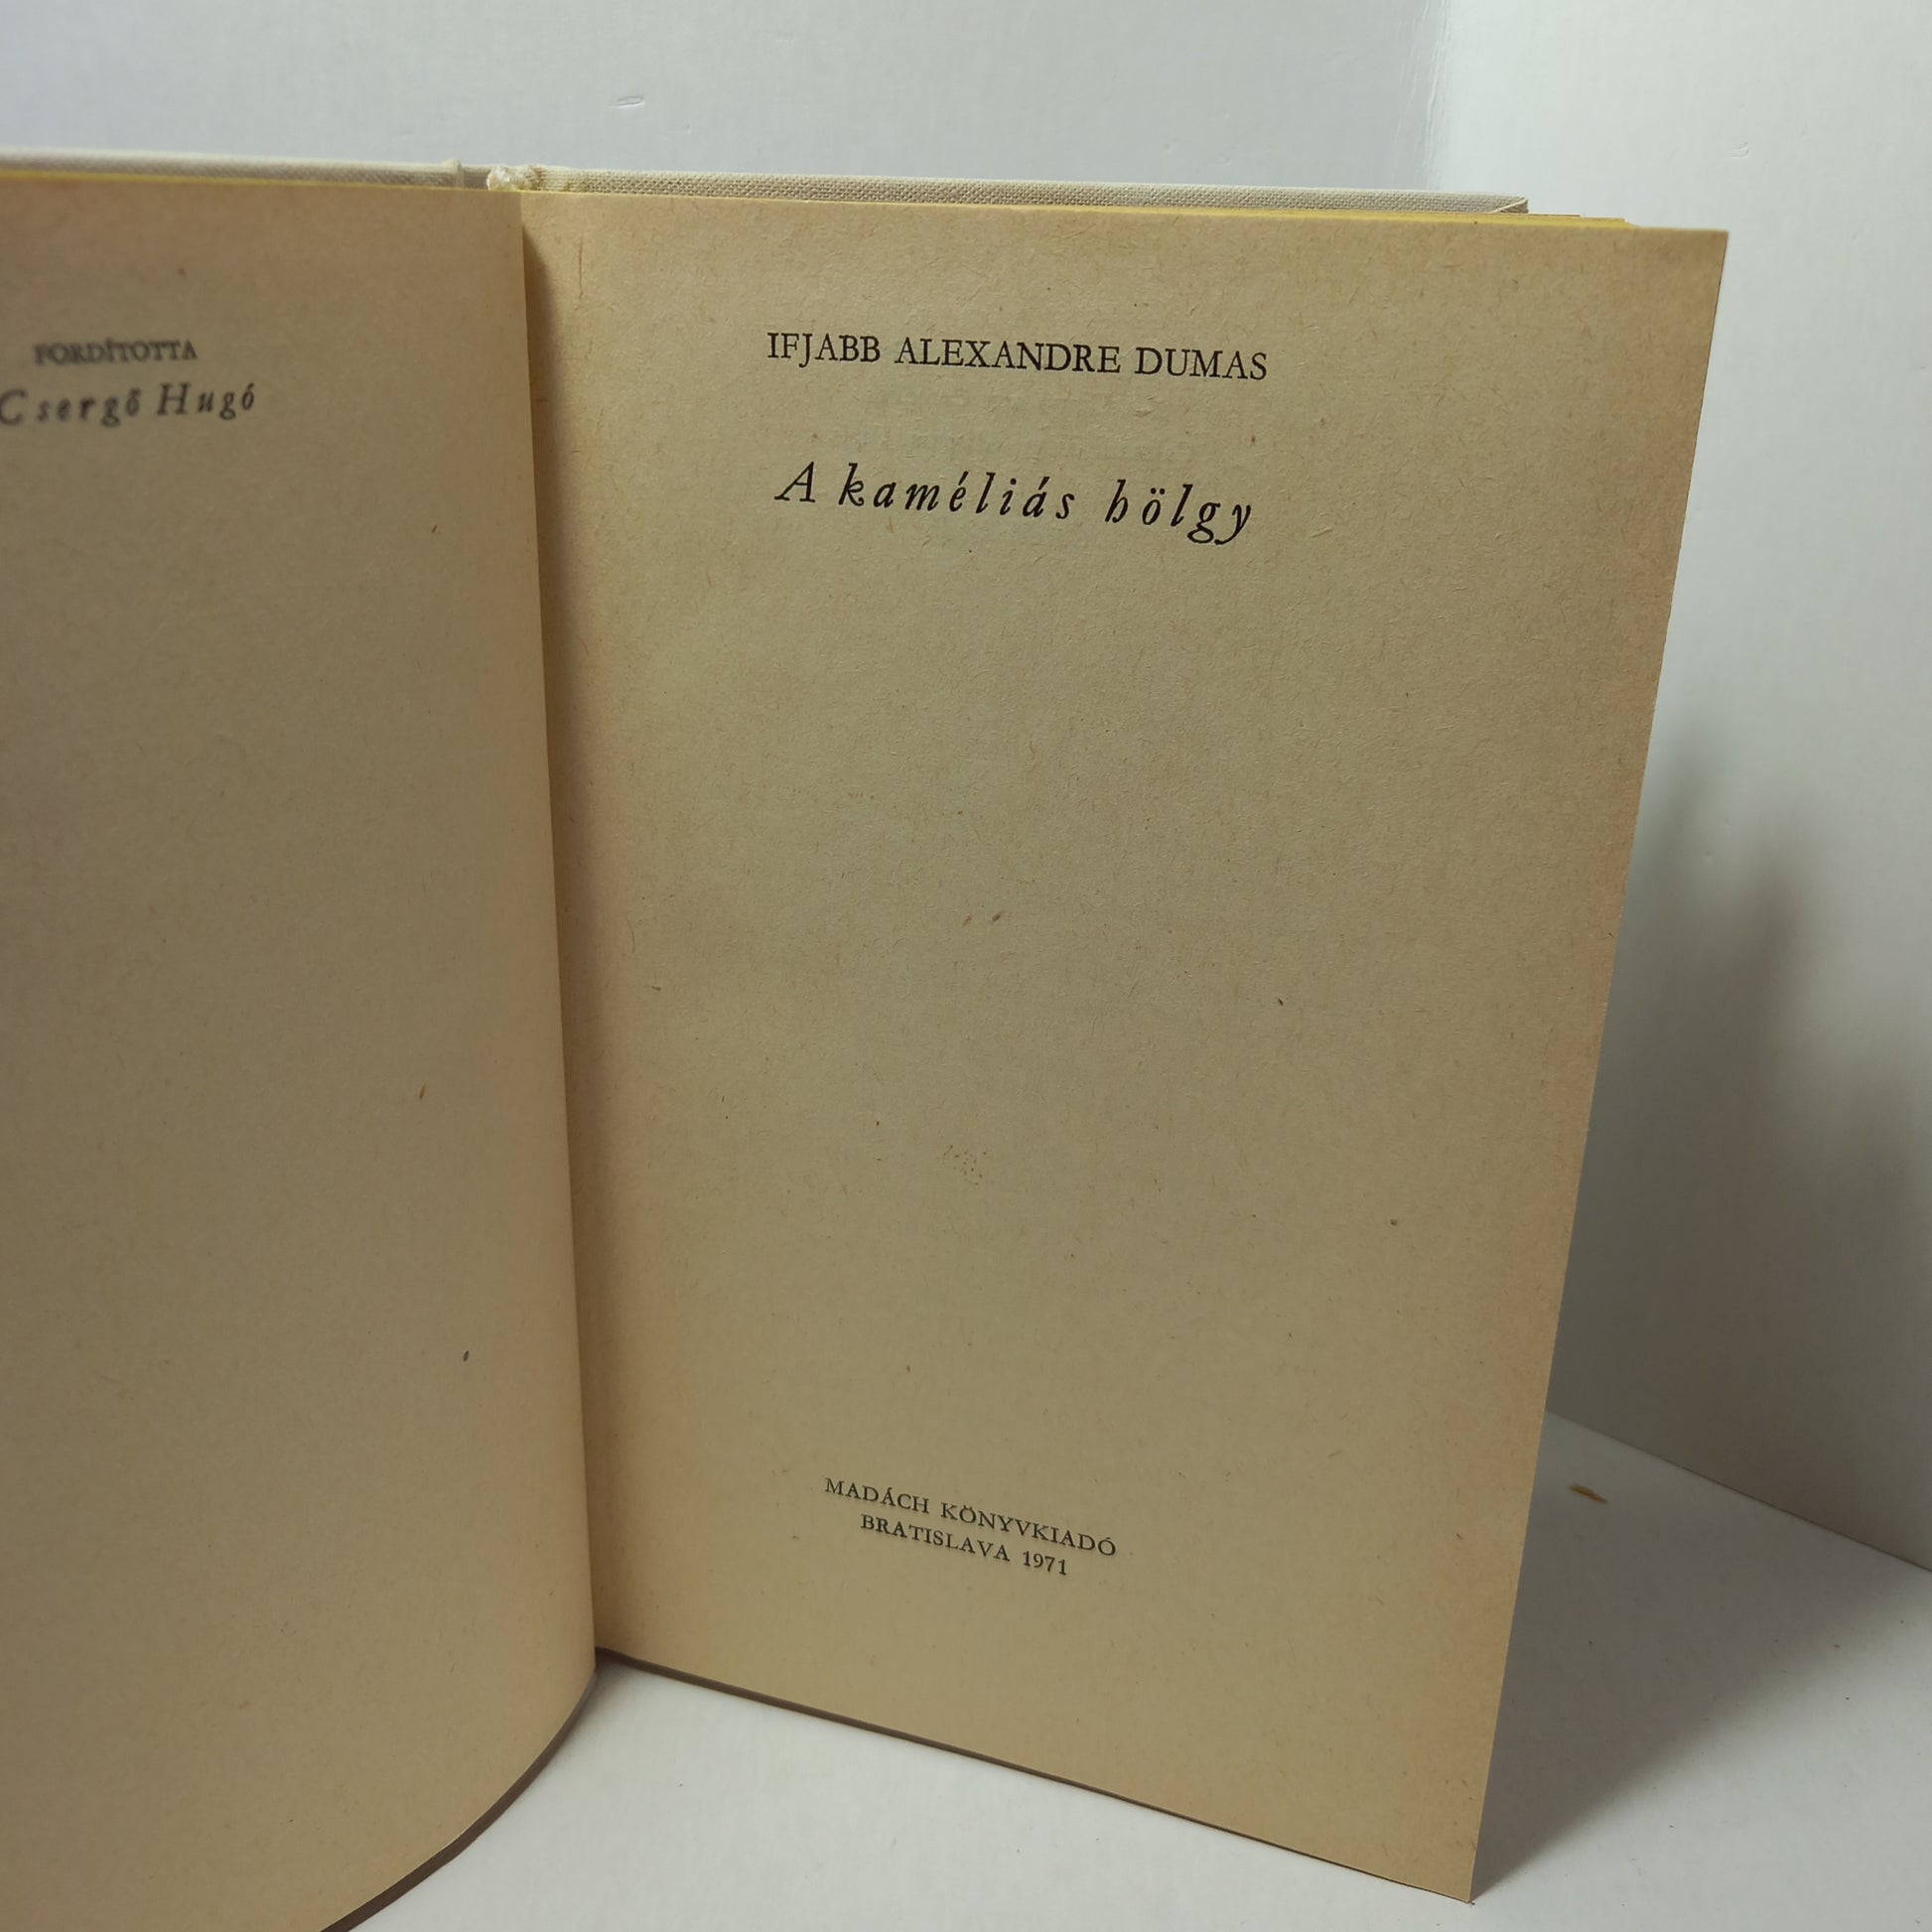 FORDÍTOTTA
Csergő Hugó
IFJABB ALEXANDRE DUMAS
A kaméliás hölgy
MADÁCH KÖNYVKIADÓ
BRATISLAVA 1971